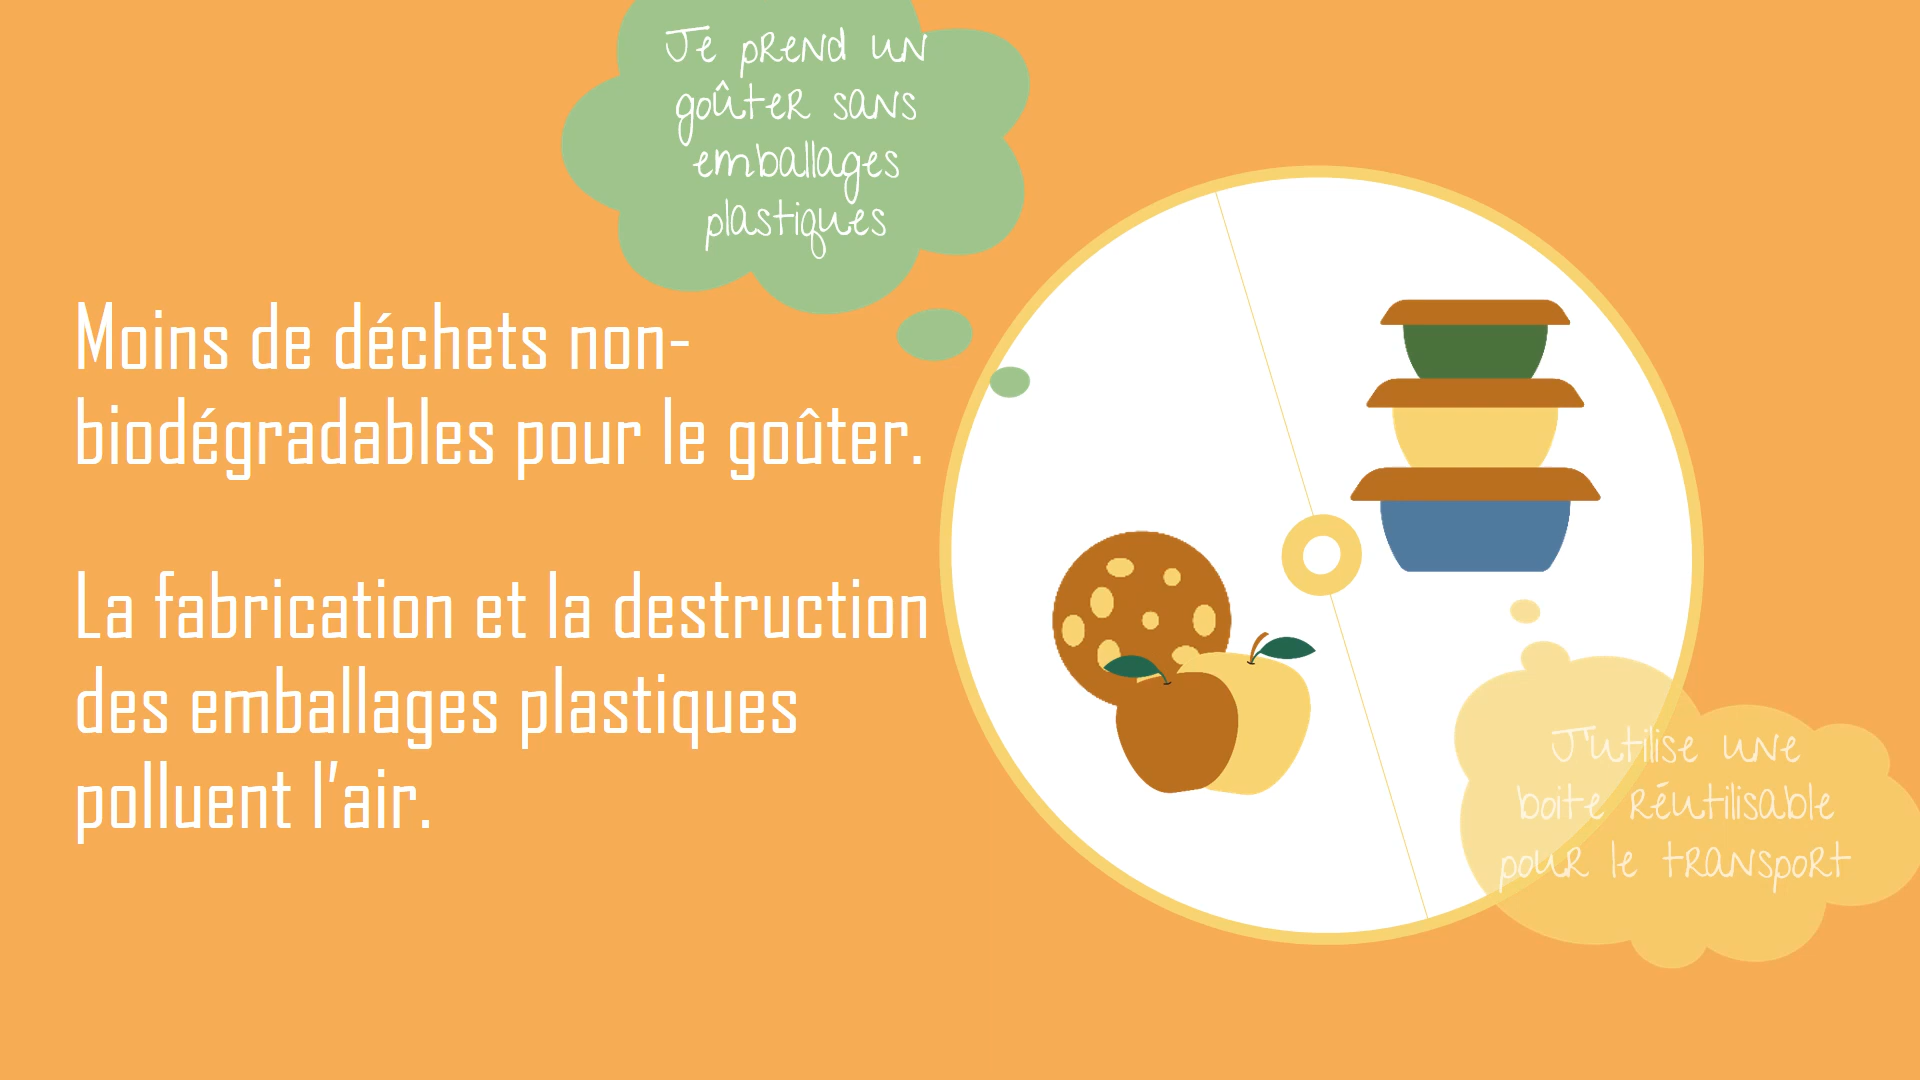 Je prend un
goûter sans
emballages
plastiques
Moins de déchets non-
biodégradables pour le goûter.
La fabrication et la destruction
des emballages plastiques
polluent l'air.
J'utilise une
boite réutilisable
pour le transport